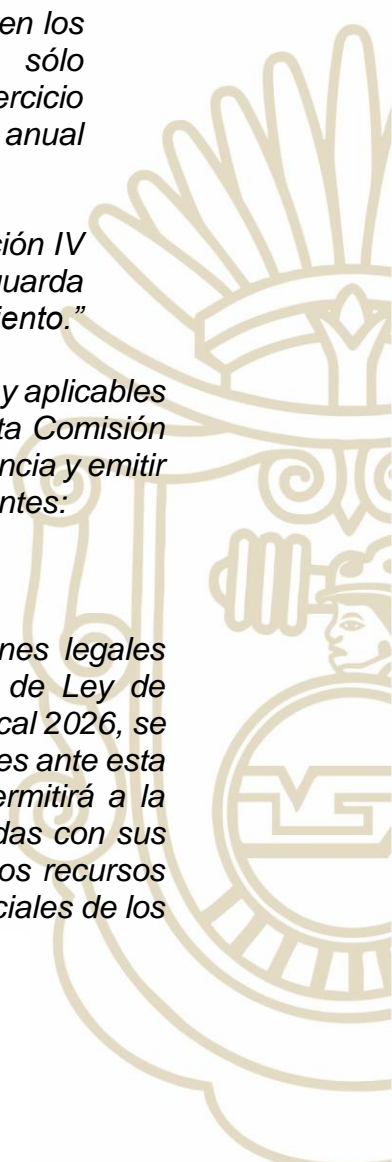 en los
sólo
ercicio
anual
ción IV
guarda
iento.”
y aplicables
ta Comisión
ncia y emitir
ntes:
nes legales
de Ley de
cal 2026, se
es ante esta
ermitirá a la
das con sus
os recursos
ciales de los